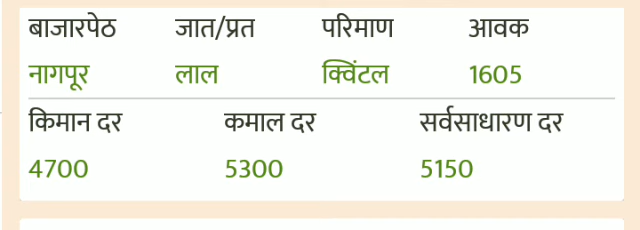 बाजारपेठ जात/प्रत परिमाण आवक
नागपूर लाल क्विंटल 1605
किमान दर कमाल दर सर्वसाधारण दर
4700 5300 5150